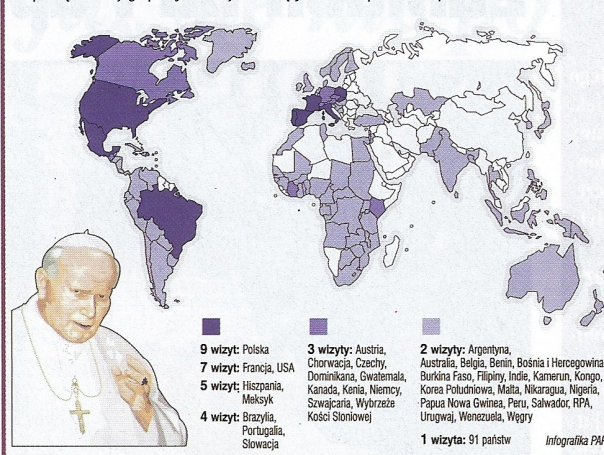 9 wizyt: Polska
7 wizyt: Francja, USA
5 wizyt: Hiszpania,
Meksyk
4 wizyt: Brazylia,
Portugalia,
Słowacja
3 wizyty: Austria,
Chorwacja, Czechy,
Dominikana, Gwatemala,
Kanada, Kenia, Niemcy,
Szwajcaria, Wybrzeże
Kości Słoniowej
2 wizyty: Argentyna,
Australia, Belgia, Benin, Bośnia i Hercegowina
Burkina Faso, Filipiny, Indie, Kamerun, Kongo,
Korea Południowa, Malta, Nikaragua, Nigeria,
Papua Nowa Gwinea, Peru, Salwador, RPA,
Urugwaj, Wenezuela, Węgry
1 wizyta: 91 państw
Infografika PAP